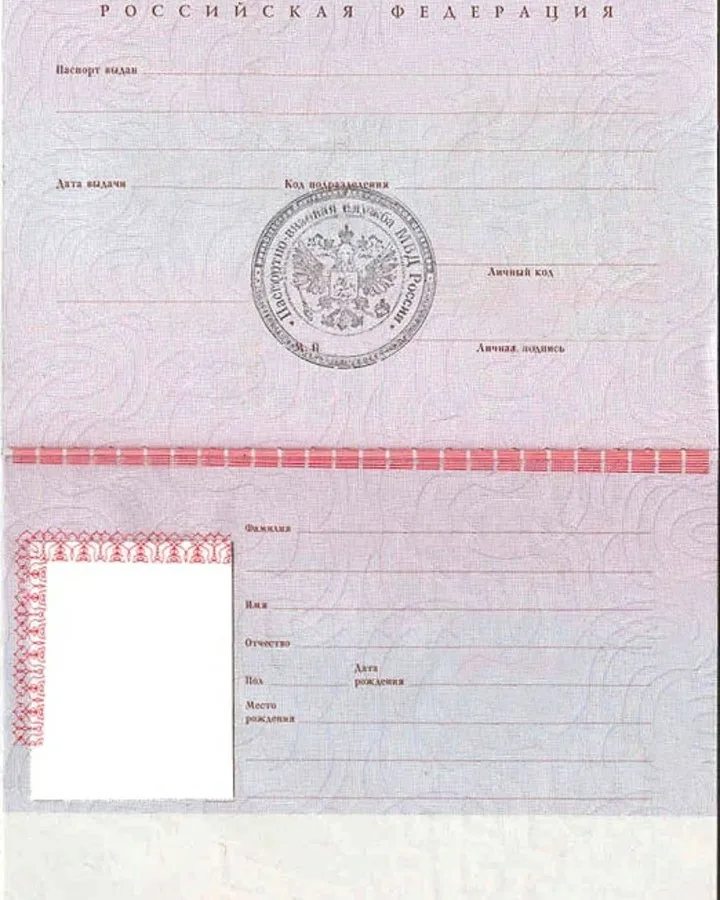 РОССИЙСКАЯ ФЕДЕРАЦИЯ
Паспорт выдан
Дата выдачи Код подразделения
Паспортно-визовая служба МВД России
Личный код
М. П. Личная подпись
Фамилия
Имя
Отчество
Пол Дата рождения
Место
рождения